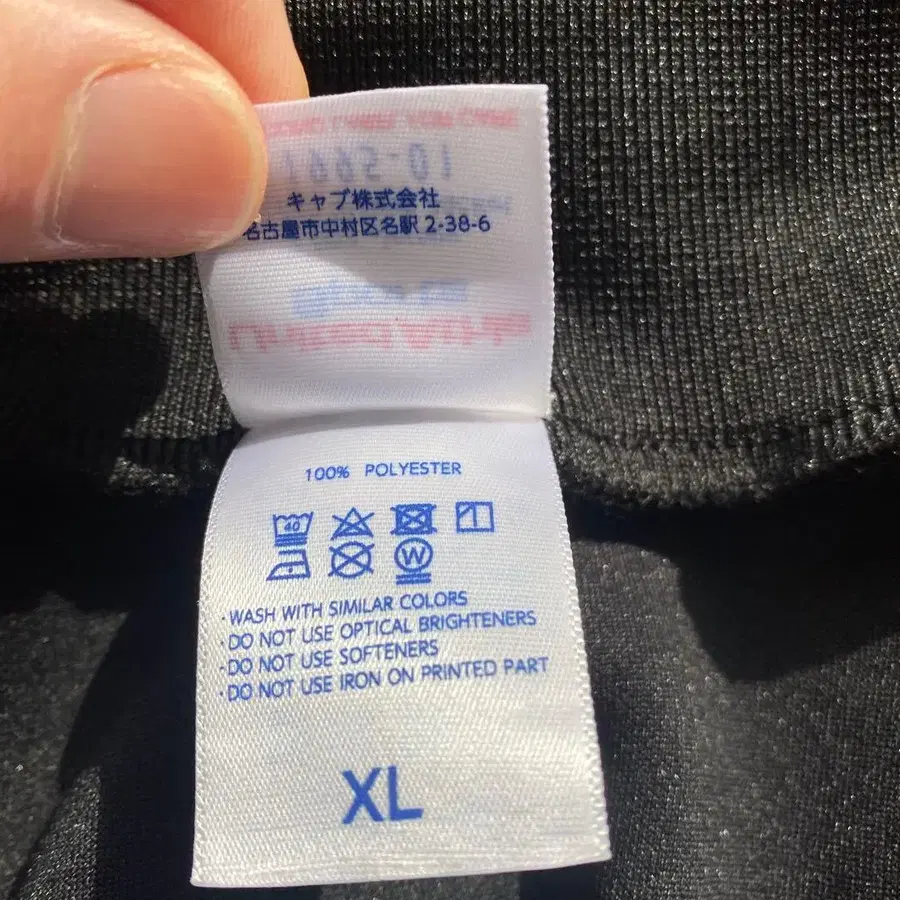 キャブ株式会社
名古屋市中村区名駅 2-38-6
100% POLYESTER
40
W
·WASH WITH SIMILAR COLORS
·DO NOT USE OPTICAL BRIGHTENERS
·DO NOT USE SOFTENERS
·DO NOT USE IRON ON PRINTED PART
XL